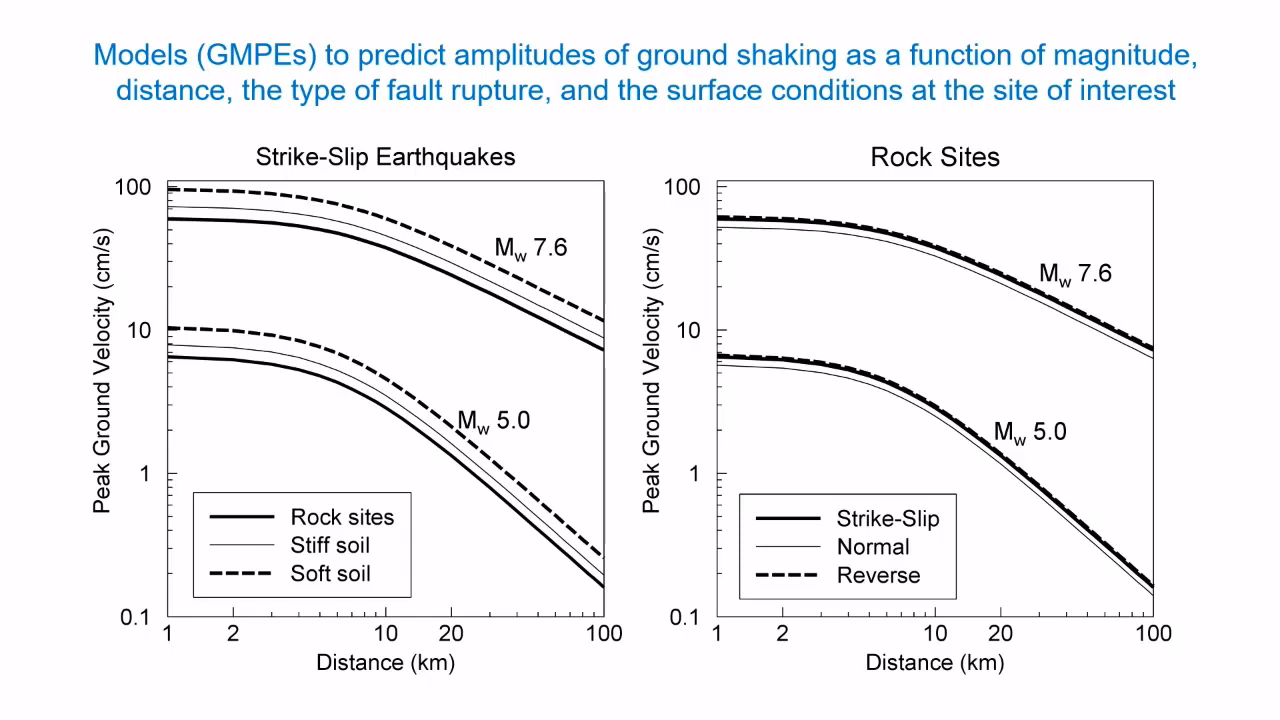 Models (GMPEs) to predict amplitudes of ground shaking as a function of magnitude,
distance, the type of fault rupture, and the surface conditions at the site of interest
Strike-Slip Earthquakes
100
10
1
0.1
Peak Ground Velocity (cm/s)
Mw 7.6
Mw 5.0
Rock sites
Stiff soil
Soft soil
1 2 10 20 100
Distance (km)
Rock Sites
100
10
1
0.1
Peak Ground Velocity (cm/s)
Mw 7.6
Mw 5.0
Strike-Slip
Normal
Reverse
1 2 10 20 100
Distance (km)